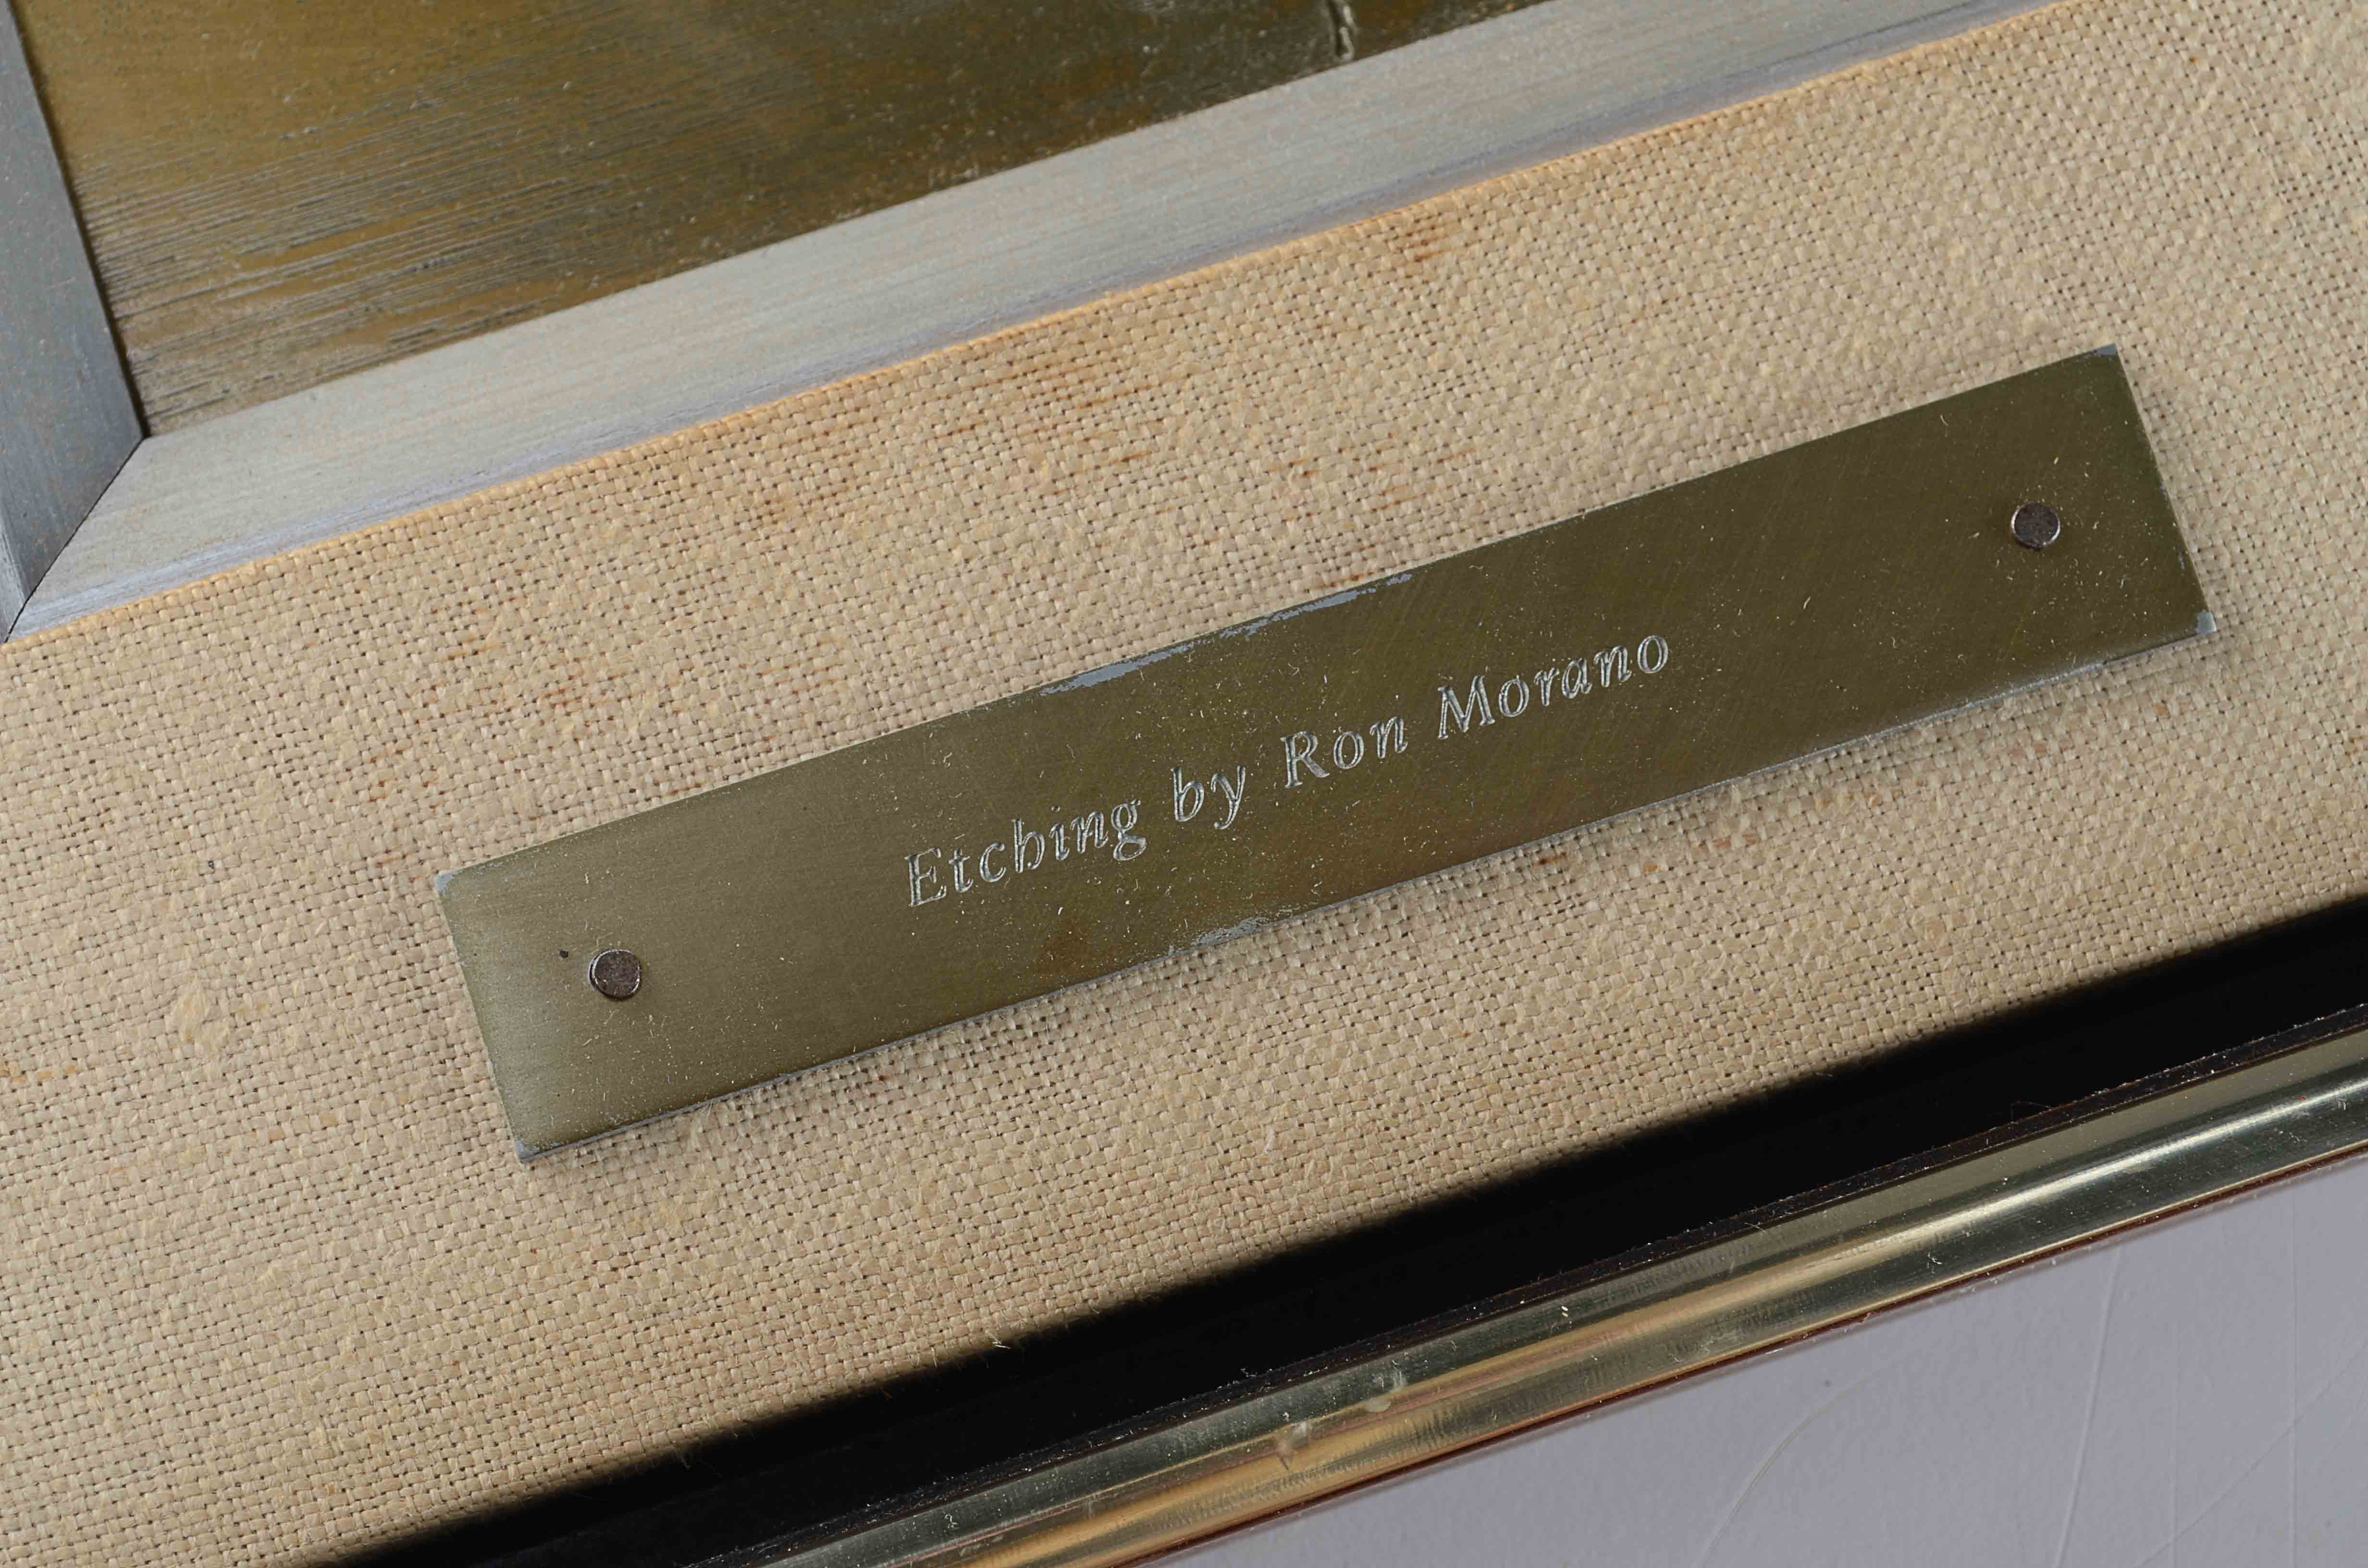 Etching by Ron Morano